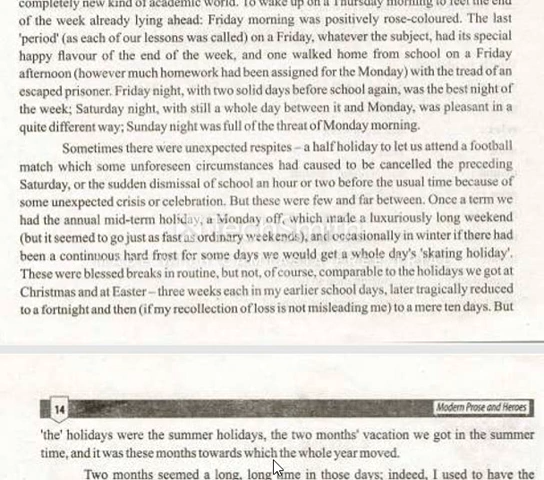 completely new kind of academic world. To wake up on a Thursday morning to feel the end
of the week already lying ahead: Friday morning was positively rose-coloured. The last
'period' (as each of our lessons was called) on a Friday, whatever the subject, had its special
happy flavour of the end of the week, and one walked home from school on a Friday
afternoon (however much homework had been assigned for the Monday) with the tread of an
escaped prisoner. Friday night, with two solid days before school again, was the best night of
the week; Saturday night, with still a whole day between it and Monday, was pleasant in a
quite different way; Sunday night was full of the threat of Monday morning.
Sometimes there were unexpected respites – a half holiday to let us attend a football
match which some unforeseen circumstances had caused to be cancelled the preceding
Saturday, or the sudden dismissal of school an hour or two before the usual time because of
some unexpected crisis or celebration. But these were few and far between. Once a term we
had the annual mid-term holiday, a Monday off, which made a luxuriously long weekend
(but it seemed to go just as fast as ordinary weekends), and occasionally in winter if there had
been a continuous hard frost for some days we would get a whole day's 'skating holiday'.
These were blessed breaks in routine, but not, of course, comparable to the holidays we got at
Christmas and at Easter – three weeks each in my earlier school days, later tragically reduced
to a fortnight and then (if my recollection of loss is not misleading me) to a mere ten days. But
14
Modern Prose and Heroes
'the' holidays were the summer holidays, the two months' vacation we got in the summer
time, and it was these months towards which the whole year moved.
Two months seemed a long, long time in those days; indeed, I used to have the